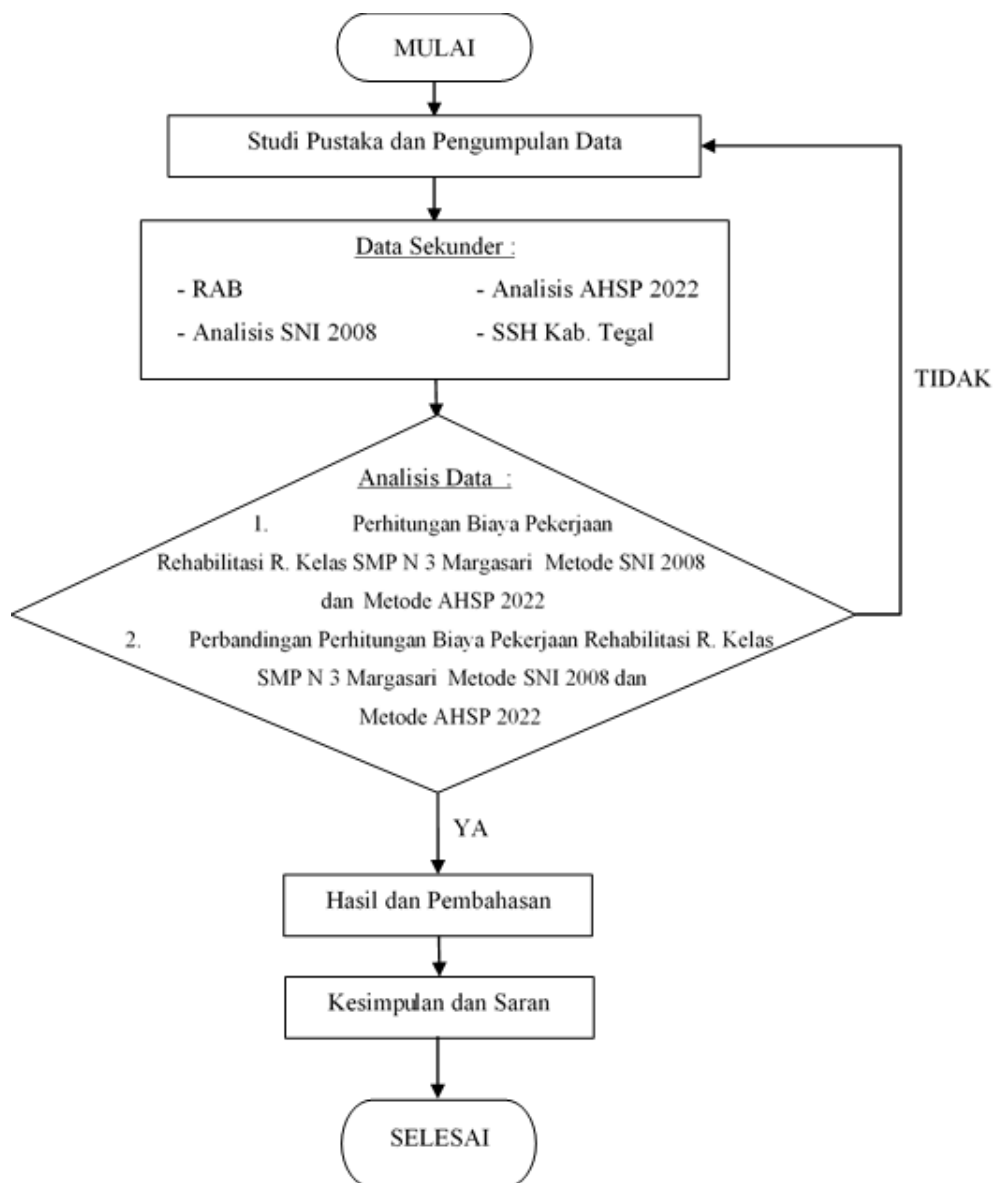 MULAI
Studi Pustaka dan Pengumpulan Data
Data Sekunder :
- RAB
- Analisis AHSP 2022
- Analisis SNI 2008
- SSH Kab. Tegal
TIDAK
Analisis Data :
1. Perhitungan Biaya Pekerjaan
Rehabilitasi R. Kelas SMP N 3 Margasari Metode SNI 2008
dan Metode AHSP 2022
2. Perbandingan Perhitungan Biaya Pekerjaan Rehabilitasi R. Kelas
SMP N 3 Margasari Metode SNI 2008 dan
Metode AHSP 2022
YA
Hasil dan Pembahasan
Kesimpulan dan Saran
SELESAI